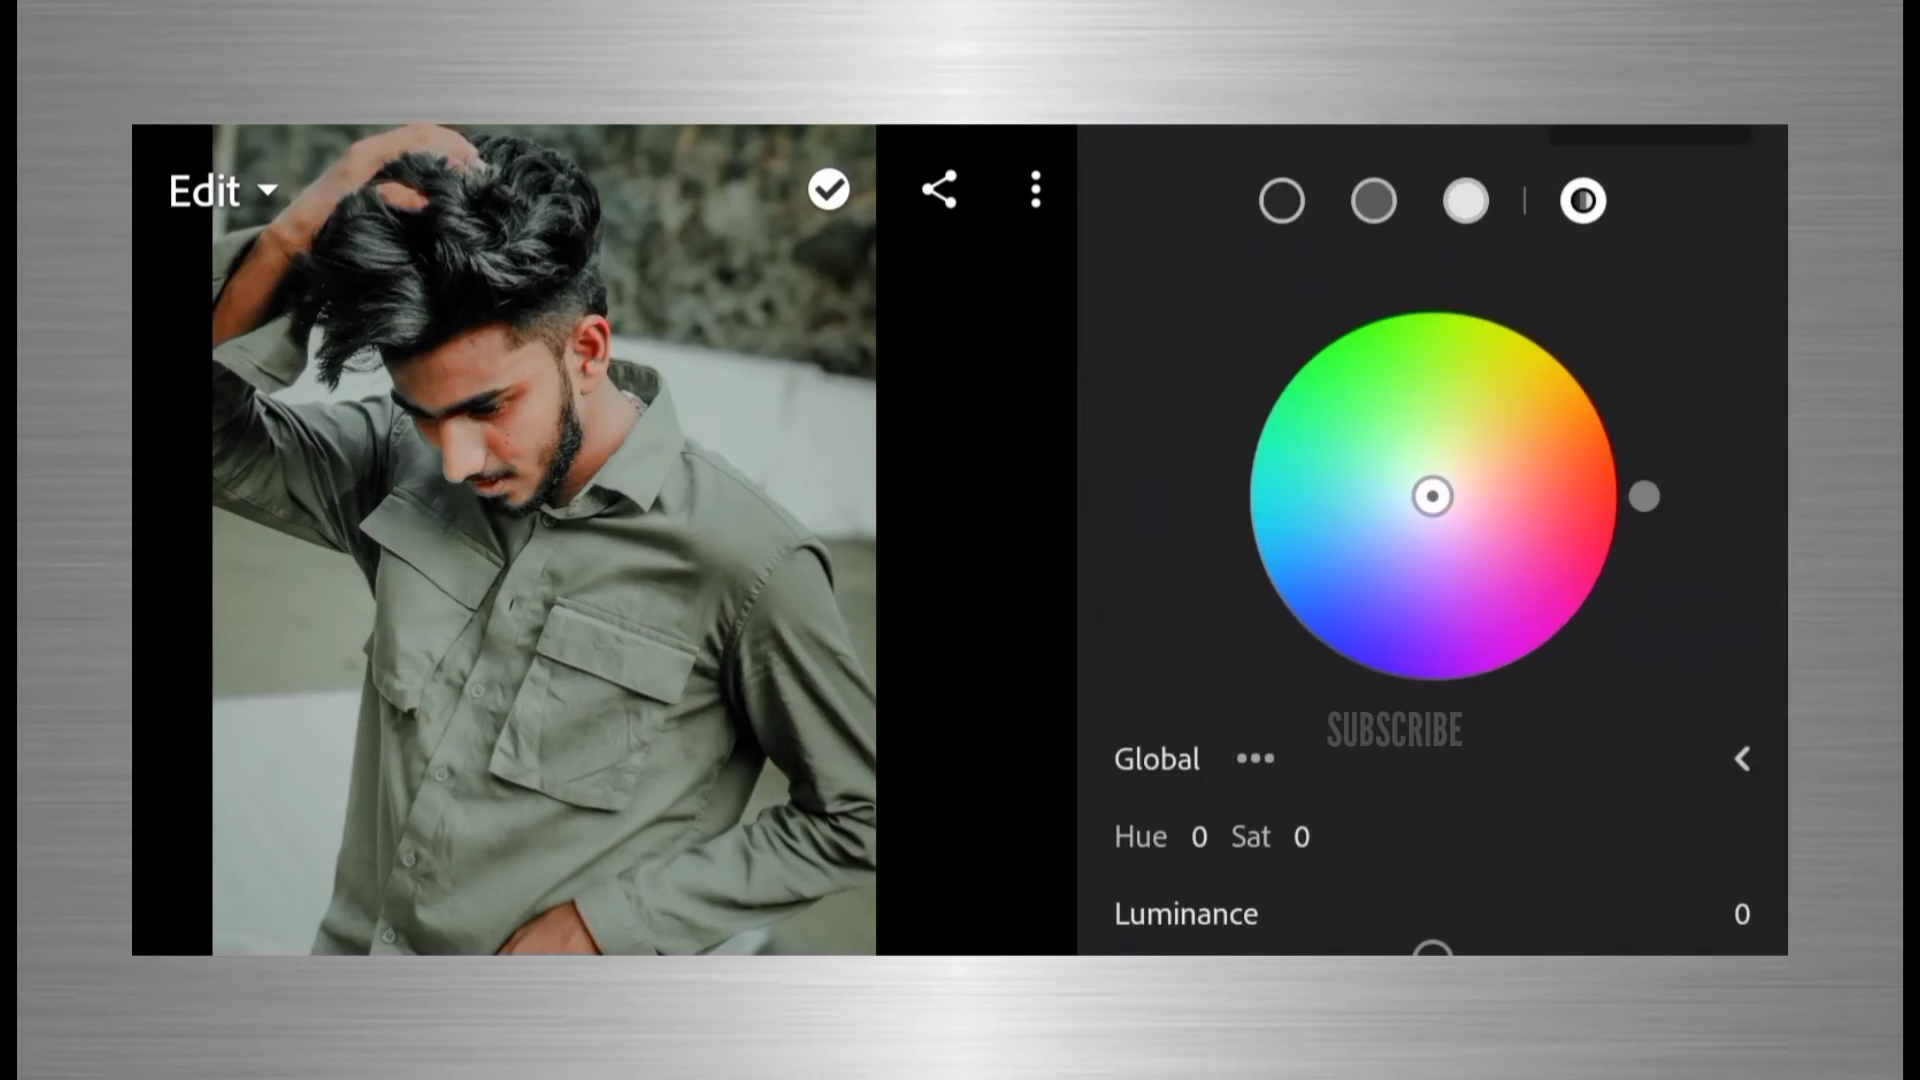 Edit
SUBSCRIBE
Global
Hue 0 Sat 0
Luminance 0